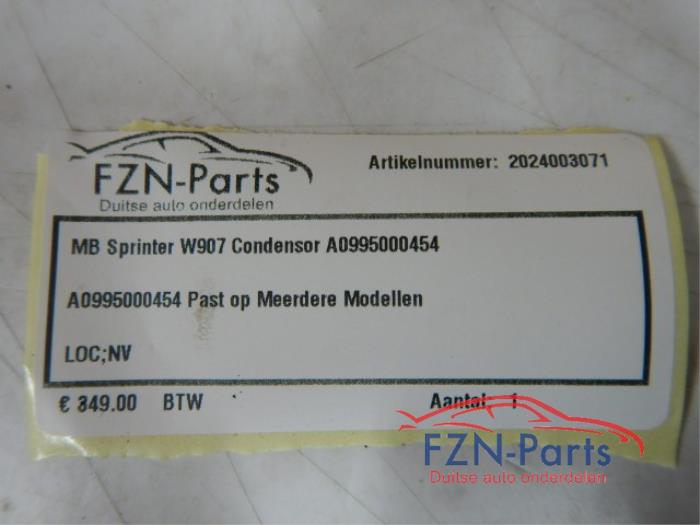 FZN-Parts
Duitse auto onderdelen
Artikelnummer: 2024003071
MB Sprinter W907 Condensor A0995000454
A0995000454 Past op Meerdere Modellen
LOC;NV
€ 349.00 BTW
Aantal: 1
FZN-Parts
Duitse auto onderdelen